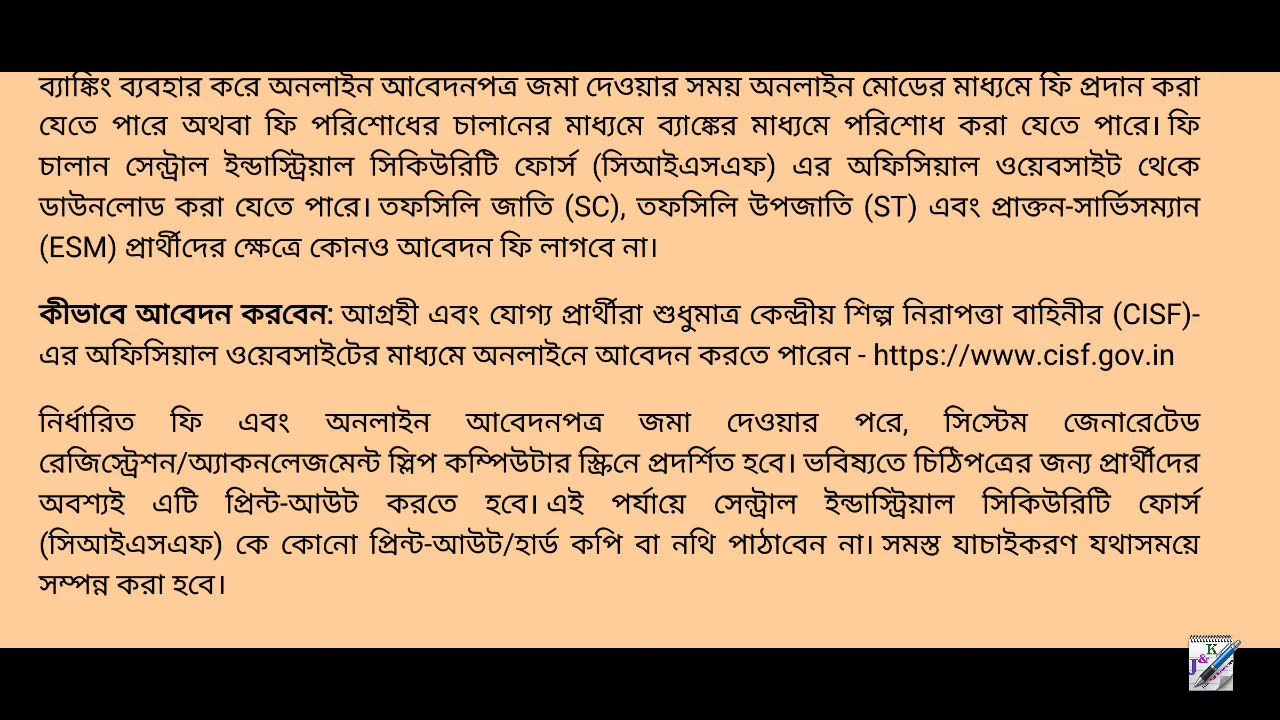 ব্যাঙ্কিং ব্যবহার করে অনলাইন আবেদনপত্র জমা দেওয়ার সময় অনলাইন মোডের মাধ্যমে ফি প্রদান করা
যেতে পারে অথবা ফি পরিশোধের চালানের মাধ্যমে ব্যাঙ্কের মাধ্যমে পরিশোধ করা যেতে পারে। ফি
চালান সেন্ট্রাল ইন্ডাস্ট্রিয়াল সিকিউরিটি ফোর্স (সিআইএসএফ) এর অফিসিয়াল ওয়েবসাইট থেকে
ডাউনলোড করা যেতে পারে। তফসিলি জাতি (SC), তফসিলি উপজাতি (ST) এবং প্রাক্তন-সার্ভিসম্যান
(ESM) প্রার্থীদের ক্ষেত্রে কোনও আবেদন ফি লাগবে না।
কীভাবে আবেদন করবেন: আগ্রহী এবং যোগ্য প্রার্থীরা শুধুমাত্র কেন্দ্রীয় শিল্প নিরাপত্তা বাহিনীর (CISF)-
এর অফিসিয়াল ওয়েবসাইটের মাধ্যমে অনলাইনে আবেদন করতে পারেন - https://www.cisf.gov.in
নির্ধারিত ফি এবং অনলাইন আবেদনপত্র জমা দেওয়ার পরে, সিস্টেম জেনারেটেড
রেজিস্ট্রেশন/অ্যাকনলেজমেন্ট স্লিপ কম্পিউটার স্ক্রিনে প্রদর্শিত হবে। ভবিষ্যতে চিঠিপত্রের জন্য প্রার্থীদের
অবশ্যই এটি প্রিন্ট-আউট করতে হবে। এই পর্যায়ে সেন্ট্রাল ইন্ডাস্ট্রিয়াল সিকিউরিটি ফোর্স
(সিআইএসএফ) কে কোনো প্রিন্ট-আউট/হার্ড কপি বা নথি পাঠাবেন না। সমস্ত যাচাইকরণ যথাসময়ে
সম্পন্ন করা হবে।
J&K